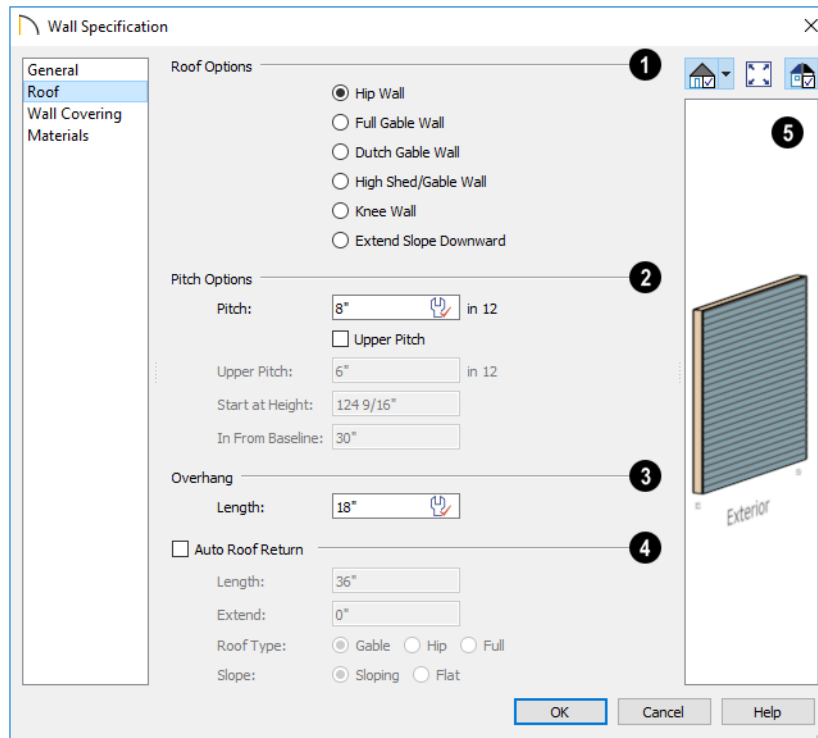 Wall Specification
General
Roof
Wall Covering
Materials
Roof Options 1
Hip Wall
Full Gable Wall
Dutch Gable Wall
High Shed/Gable Wall
Knee Wall
Extend Slope Downward
Pitch Options 2
Pitch: 8" in 12
Upper Pitch
Upper Pitch: 6" in 12
Start at Height: 124 9/16"
In From Baseline: 30"
Overhang 3
Length: 18"
Auto Roof Return 4
Length: 36"
Extend: 0"
Roof Type: Gable Hip Full
Slope: Sloping Flat
5
Exterior
OK Cancel Help